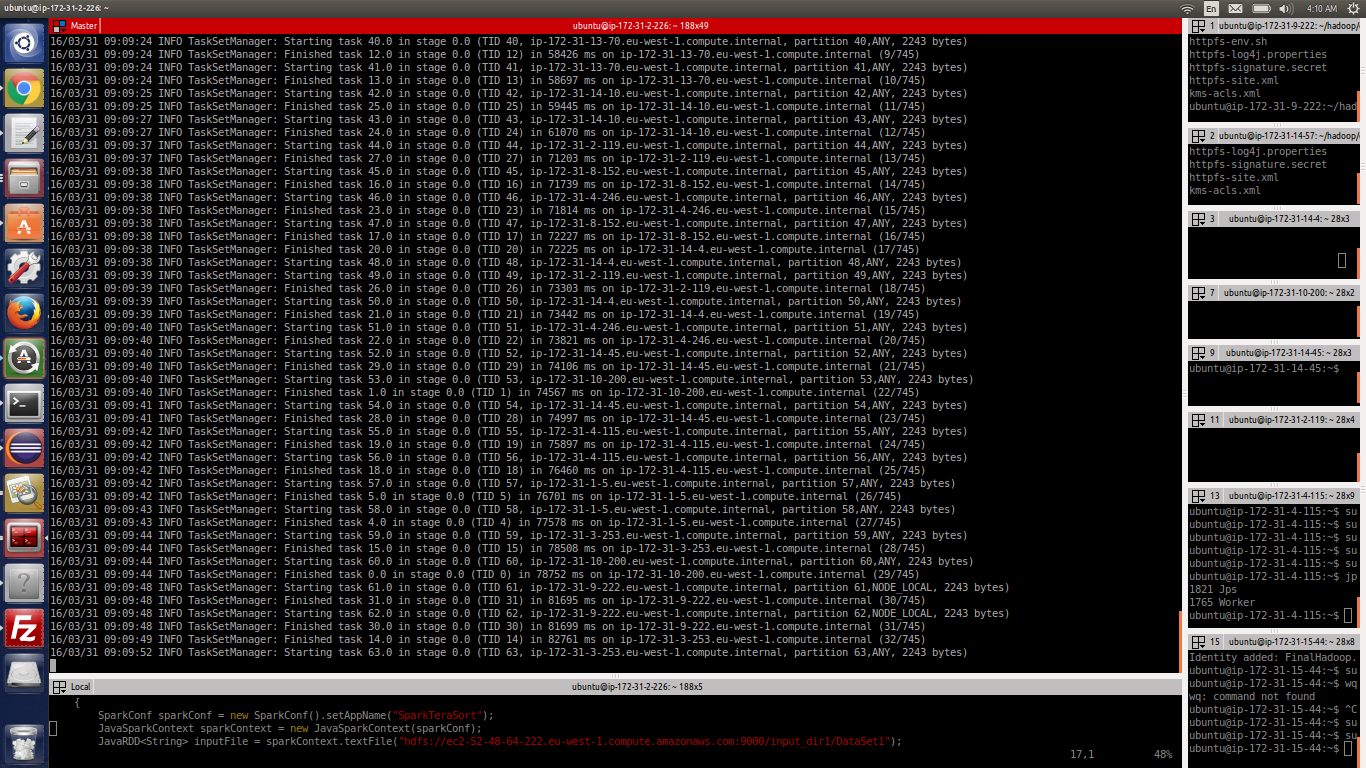 ubuntu@ip-172-31-2-226: ~
En
4:10 AM
Master
ubuntu@ip-172-31-2-226: ~ 188x49
16/03/31 09:09:24 INFO TaskSetManager: Starting task 40.0 in stage 0.0 (TID 40, ip-172-31-13-70.eu-west-1.compute.internal, partition 40,ANY, 2243 bytes)
16/03/31 09:09:24 INFO TaskSetManager: Finished task 12.0 in stage 0.0 (TID 12) in 58426 ms on ip-172-31-13-70.eu-west-1.compute.internal (9/745)
16/03/31 09:09:24 INFO TaskSetManager: Starting task 41.0 in stage 0.0 (TID 41, ip-172-31-13-70.eu-west-1.compute.internal, partition 41,ANY, 2243 bytes)
16/03/31 09:09:24 INFO TaskSetManager: Finished task 13.0 in stage 0.0 (TID 13) in 58697 ms on ip-172-31-13-70.eu-west-1.compute.internal (10/745)
16/03/31 09:09:25 INFO TaskSetManager: Starting task 42.0 in stage 0.0 (TID 42, ip-172-31-14-10.eu-west-1.compute.internal, partition 42,ANY, 2243 bytes)
16/03/31 09:09:25 INFO TaskSetManager: Finished task 25.0 in stage 0.0 (TID 25) in 59445 ms on ip-172-31-14-10.eu-west-1.compute.internal (11/745)
16/03/31 09:09:27 INFO TaskSetManager: Starting task 43.0 in stage 0.0 (TID 43, ip-172-31-14-10.eu-west-1.compute.internal, partition 43,ANY, 2243 bytes)
16/03/31 09:09:27 INFO TaskSetManager: Finished task 24.0 in stage 0.0 (TID 24) in 61070 ms on ip-172-31-14-10.eu-west-1.compute.internal (12/745)
16/03/31 09:09:37 INFO TaskSetManager: Starting task 44.0 in stage 0.0 (TID 44, ip-172-31-2-119.eu-west-1.compute.internal, partition 44,ANY, 2243 bytes)
16/03/31 09:09:37 INFO TaskSetManager: Finished task 27.0 in stage 0.0 (TID 27) in 71203 ms on ip-172-31-2-119.eu-west-1.compute.internal (13/745)
16/03/31 09:09:38 INFO TaskSetManager: Starting task 45.0 in stage 0.0 (TID 45, ip-172-31-8-152.eu-west-1.compute.internal, partition 45,ANY, 2243 bytes)
16/03/31 09:09:38 INFO TaskSetManager: Finished task 16.0 in stage 0.0 (TID 16) in 71739 ms on ip-172-31-8-152.eu-west-1.compute.internal (14/745)
16/03/31 09:09:38 INFO TaskSetManager: Starting task 46.0 in stage 0.0 (TID 46, ip-172-31-4-246.eu-west-1.compute.internal, partition 46,ANY, 2243 bytes)
16/03/31 09:09:38 INFO TaskSetManager: Finished task 23.0 in stage 0.0 (TID 23) in 71814 ms on ip-172-31-4-246.eu-west-1.compute.internal (15/745)
16/03/31 09:09:38 INFO TaskSetManager: Starting task 47.0 in stage 0.0 (TID 47, ip-172-31-8-152.eu-west-1.compute.internal, partition 47,ANY, 2243 bytes)
16/03/31 09:09:38 INFO TaskSetManager: Finished task 17.0 in stage 0.0 (TID 17) in 72227 ms on ip-172-31-8-152.eu-west-1.compute.internal (16/745)
16/03/31 09:09:38 INFO TaskSetManager: Finished task 20.0 in stage 0.0 (TID 20) in 72225 ms on ip-172-31-14-4.eu-west-1.compute.internal (17/745)
16/03/31 09:09:38 INFO TaskSetManager: Starting task 48.0 in stage 0.0 (TID 48, ip-172-31-14-4.eu-west-1.compute.internal, partition 48,ANY, 2243 bytes)
16/03/31 09:09:39 INFO TaskSetManager: Starting task 49.0 in stage 0.0 (TID 49, ip-172-31-2-119.eu-west-1.compute.internal, partition 49,ANY, 2243 bytes)
16/03/31 09:09:39 INFO TaskSetManager: Finished task 26.0 in stage 0.0 (TID 26) in 73303 ms on ip-172-31-2-119.eu-west-1.compute.internal (18/745)
16/03/31 09:09:39 INFO TaskSetManager: Starting task 50.0 in stage 0.0 (TID 50, ip-172-31-14-4.eu-west-1.compute.internal, partition 50,ANY, 2243 bytes)
16/03/31 09:09:39 INFO TaskSetManager: Finished task 21.0 in stage 0.0 (TID 21) in 73442 ms on ip-172-31-14-4.eu-west-1.compute.internal (19/745)
16/03/31 09:09:40 INFO TaskSetManager: Starting task 51.0 in stage 0.0 (TID 51, ip-172-31-4-246.eu-west-1.compute.internal, partition 51,ANY, 2243 bytes)
16/03/31 09:09:40 INFO TaskSetManager: Finished task 22.0 in stage 0.0 (TID 22) in 73821 ms on ip-172-31-4-246.eu-west-1.compute.internal (20/745)
16/03/31 09:09:40 INFO TaskSetManager: Starting task 52.0 in stage 0.0 (TID 52, ip-172-31-14-45.eu-west-1.compute.internal, partition 52,ANY, 2243 bytes)
16/03/31 09:09:40 INFO TaskSetManager: Finished task 29.0 in stage 0.0 (TID 29) in 74106 ms on ip-172-31-14-45.eu-west-1.compute.internal (21/745)
16/03/31 09:09:40 INFO TaskSetManager: Starting task 53.0 in stage 0.0 (TID 53, ip-172-31-10-200.eu-west-1.compute.internal, partition 53,ANY, 2243 bytes)
16/03/31 09:09:40 INFO TaskSetManager: Finished task 1.0 in stage 0.0 (TID 1) in 74567 ms on ip-172-31-10-200.eu-west-1.compute.internal (22/745)
16/03/31 09:09:41 INFO TaskSetManager: Starting task 54.0 in stage 0.0 (TID 54, ip-172-31-14-45.eu-west-1.compute.internal, partition 54,ANY, 2243 bytes)
16/03/31 09:09:41 INFO TaskSetManager: Finished task 28.0 in stage 0.0 (TID 28) in 74997 ms on ip-172-31-14-45.eu-west-1.compute.internal (23/745)
16/03/31 09:09:42 INFO TaskSetManager: Starting task 55.0 in stage 0.0 (TID 55, ip-172-31-4-115.eu-west-1.compute.internal, partition 55,ANY, 2243 bytes)
16/03/31 09:09:42 INFO TaskSetManager: Finished task 19.0 in stage 0.0 (TID 19) in 75897 ms on ip-172-31-4-115.eu-west-1.compute.internal (24/745)
16/03/31 09:09:42 INFO TaskSetManager: Starting task 56.0 in stage 0.0 (TID 56, ip-172-31-4-115.eu-west-1.compute.internal, partition 56,ANY, 2243 bytes)
16/03/31 09:09:42 INFO TaskSetManager: Finished task 18.0 in stage 0.0 (TID 18) in 76460 ms on ip-172-31-4-115.eu-west-1.compute.internal (25/745)
16/03/31 09:09:42 INFO TaskSetManager: Starting task 57.0 in stage 0.0 (TID 57, ip-172-31-1-5.eu-west-1.compute.internal, partition 57,ANY, 2243 bytes)
16/03/31 09:09:42 INFO TaskSetManager: Finished task 5.0 in stage 0.0 (TID 5) in 76701 ms on ip-172-31-1-5.eu-west-1.compute.internal (26/745)
16/03/31 09:09:43 INFO TaskSetManager: Starting task 58.0 in stage 0.0 (TID 58, ip-172-31-1-5.eu-west-1.compute.internal, partition 58,ANY, 2243 bytes)
16/03/31 09:09:43 INFO TaskSetManager: Finished task 4.0 in stage 0.0 (TID 4) in 77578 ms on ip-172-31-1-5.eu-west-1.compute.internal (27/745)
16/03/31 09:09:44 INFO TaskSetManager: Starting task 59.0 in stage 0.0 (TID 59, ip-172-31-3-253.eu-west-1.compute.internal, partition 59,ANY, 2243 bytes)
16/03/31 09:09:44 INFO TaskSetManager: Finished task 15.0 in stage 0.0 (TID 15) in 78508 ms on ip-172-31-3-253.eu-west-1.compute.internal (28/745)
16/03/31 09:09:44 INFO TaskSetManager: Starting task 60.0 in stage 0.0 (TID 60, ip-172-31-10-200.eu-west-1.compute.internal, partition 60,ANY, 2243 bytes)
16/03/31 09:09:44 INFO TaskSetManager: Finished task 0.0 in stage 0.0 (TID 0) in 78752 ms on ip-172-31-10-200.eu-west-1.compute.internal (29/745)
16/03/31 09:09:48 INFO TaskSetManager: Starting task 61.0 in stage 0.0 (TID 61, ip-172-31-9-222.eu-west-1.compute.internal, partition 61,NODE_LOCAL, 2243 bytes)
16/03/31 09:09:48 INFO TaskSetManager: Finished task 31.0 in stage 0.0 (TID 31) in 81695 ms on ip-172-31-9-222.eu-west-1.compute.internal (30/745)
16/03/31 09:09:48 INFO TaskSetManager: Starting task 62.0 in stage 0.0 (TID 62, ip-172-31-9-222.eu-west-1.compute.internal, partition 62,NODE_LOCAL, 2243 bytes)
16/03/31 09:09:48 INFO TaskSetManager: Finished task 30.0 in stage 0.0 (TID 30) in 81699 ms on ip-172-31-9-222.eu-west-1.compute.internal (31/745)
16/03/31 09:09:49 INFO TaskSetManager: Finished task 14.0 in stage 0.0 (TID 14) in 82761 ms on ip-172-31-3-253.eu-west-1.compute.internal (32/745)
16/03/31 09:09:52 INFO TaskSetManager: Starting task 63.0 in stage 0.0 (TID 63, ip-172-31-3-253.eu-west-1.compute.internal, partition 63,ANY, 2243 bytes)
Local
ubuntu@ip-172-31-2-226: ~ 188x5
{
SparkConf sparkConf = new SparkConf().setAppName("SparkTeraSort");
JavaSparkContext sparkContext = new JavaSparkContext(sparkConf);
JavaRDD<String> inputFile = sparkContext.textFile("hdfs://ec2-52-48-64-222.eu-west-1.compute.amazonaws.com:9000/input_dir1/DataSet1");
17,1 48%
1 ubuntu@ip-172-31-9-222: ~/hadoop/
httpfs-env.sh
httpfs-log4j.properties
httpfs-signature.secret
httpfs-site.xml
kms-acls.xml
ubuntu@ip-172-31-9-222:~/had
2 ubuntu@ip-172-31-14-57: ~/hadoop/
httpfs-log4j.properties
httpfs-signature.secret
httpfs-site.xml
kms-acls.xml
3 ubuntu@ip-172-31-14-4: ~ 28x3
7 ubuntu@ip-172-31-10-200: ~ 28x2
9 ubuntu@ip-172-31-14-45: ~ 28x3
ubuntu@ip-172-31-14-45:~$
11 ubuntu@ip-172-31-2-119: ~ 28x4
13 ubuntu@ip-172-31-4-115: ~ 28x9
ubuntu@ip-172-31-4-115:~$ su
ubuntu@ip-172-31-4-115:~$ su
ubuntu@ip-172-31-4-115:~$ su
ubuntu@ip-172-31-4-115:~$ su
ubuntu@ip-172-31-4-115:~$ su
ubuntu@ip-172-31-4-115:~$ jp
1821 Jps
1765 Worker
ubuntu@ip-172-31-4-115:~$
15 ubuntu@ip-172-31-15-44: ~ 28x8
Identity added: FinalHadoop.
ubuntu@ip-172-31-15-44:~$ su
ubuntu@ip-172-31-15-44:~$ wq
wq: command not found
ubuntu@ip-172-31-15-44:~$ ^C
ubuntu@ip-172-31-15-44:~$ su
ubuntu@ip-172-31-15-44:~$ su
ubuntu@ip-172-31-15-44:~$